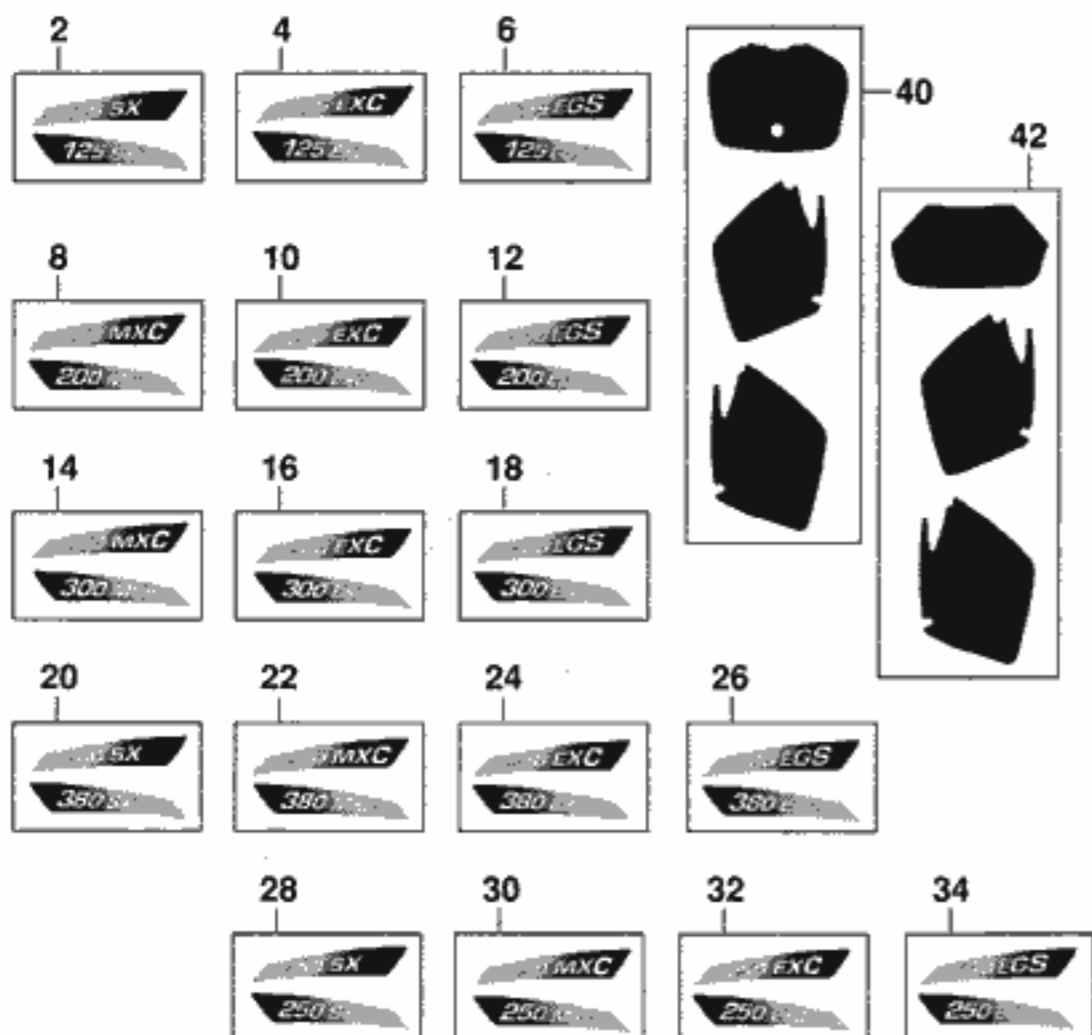 2 4 6 40
SX EXC EGS
125 125 125
42
8 10 12
MXC EXC EGS
200 200 200
14 16 18
MXC EXC EGS
300 300 300
20 22 24 26
SX MXC EXC EGS
380 380 380 380
28 30 32 34
SX MXC EXC EGS
250 250 250 250